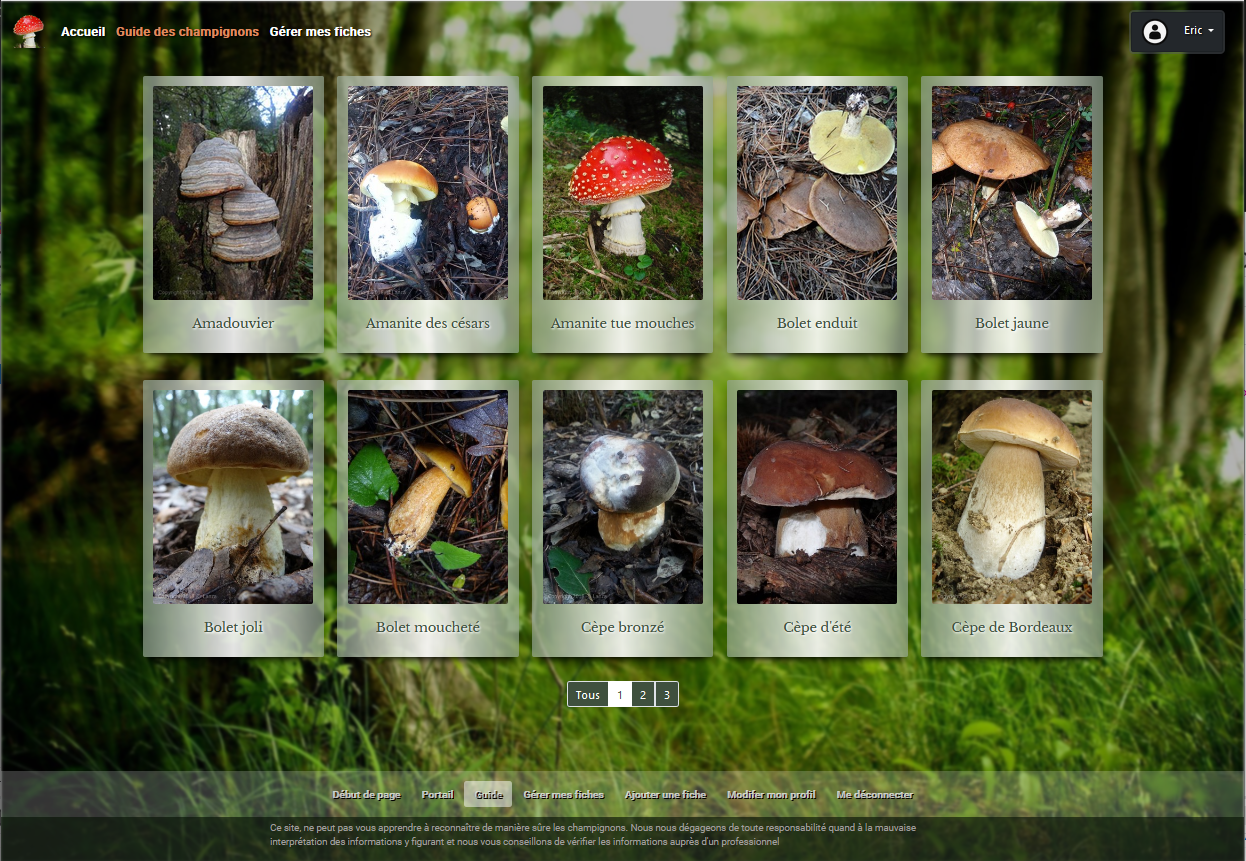 Accueil Guide des champignons Gérer mes fiches
Eric
Amadouvier
Amanite des césars
Amanite tue mouches
Bolet enduit
Bolet jaune
Bolet joli
Bolet moucheté
Cèpe bronzé
Cèpe d'été
Cèpe de Bordeaux
Tous 1 2 3
Début de page Portail Guide Gérer mes fiches Ajouter une fiche Modifer mon profil Me déconnecter
Ce site, ne peut pas vous apprendre à reconnaître de manière sûre les champignons. Nous nous dégageons de toute responsabilité quand à la mauvaise
interprétation des informations y figurant et nous vous conseillons de vérifier les informations auprès d'un professionnel